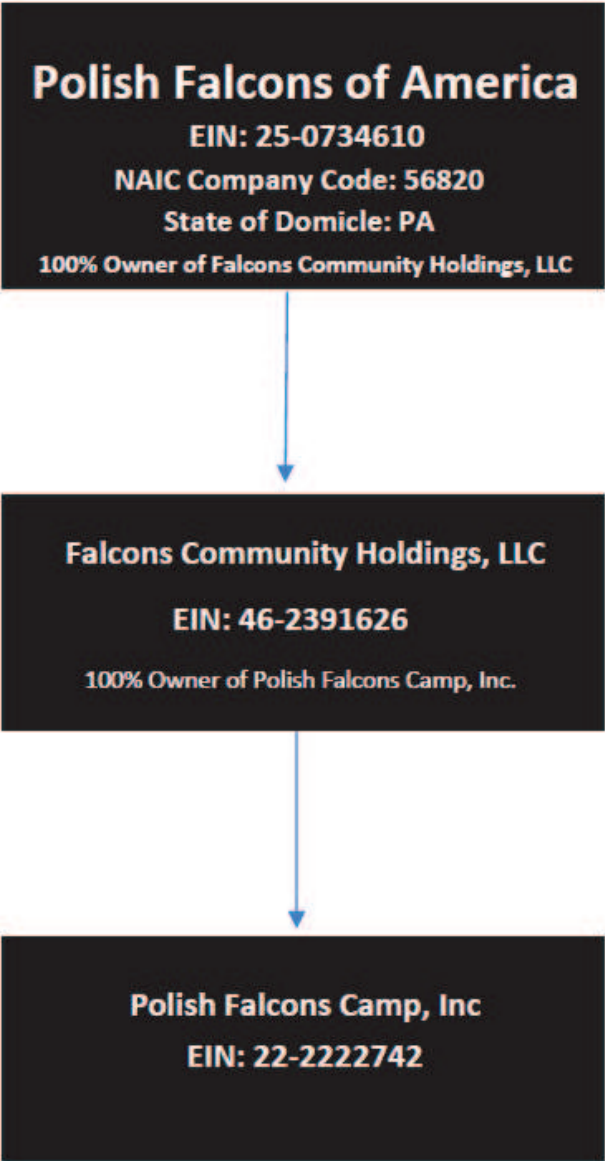 Polish Falcons of America
EIN: 25-0734610
NAIC Company Code: 56820
State of Domicle: PA
100% Owner of Falcons Community Holdings, LLC
Falcons Community Holdings, LLC
EIN: 46-2391626
100% Owner of Polish Falcons Camp, Inc.
Polish Falcons Camp, Inc
EIN: 22-2222742